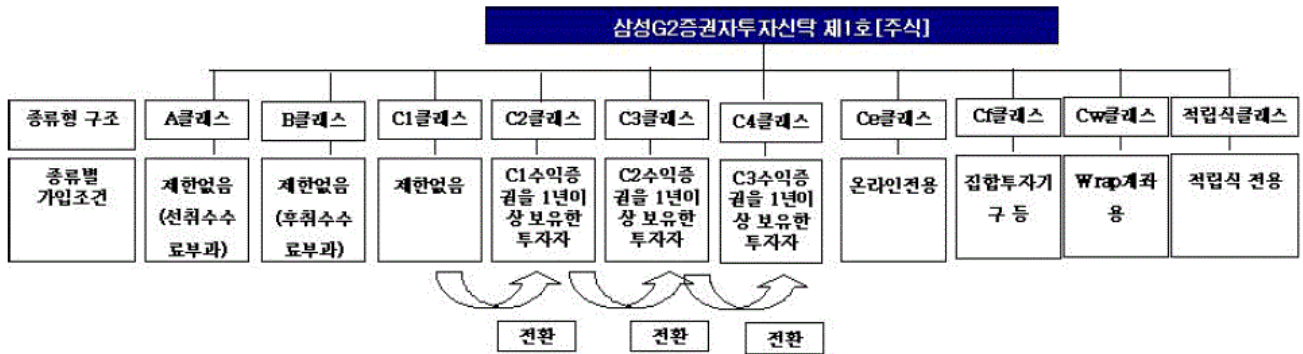 삼성G2증권자투자신탁 제1호[주식]
종류형 구조
A클래스
B클래스
C1클래스
C2클래스
C3클래스
C4클래스
Ce클래스
Cf클래스
Cw클래스
적립식클래스
종류별
가입조건
제한없음
(선취수수
료부과)
제한없음
(후취수수
료부과)
제한없음
C1수익증
권을 1년이
상 보유한
투자자
C2수익증
권을 1년이
상 보유한
투자자
C3수익증
권을 1년이
상 보유한
투자자
온라인전용
집합투자기
구 등
Wrap계좌
용
적립식 전용
전환
전환
전환